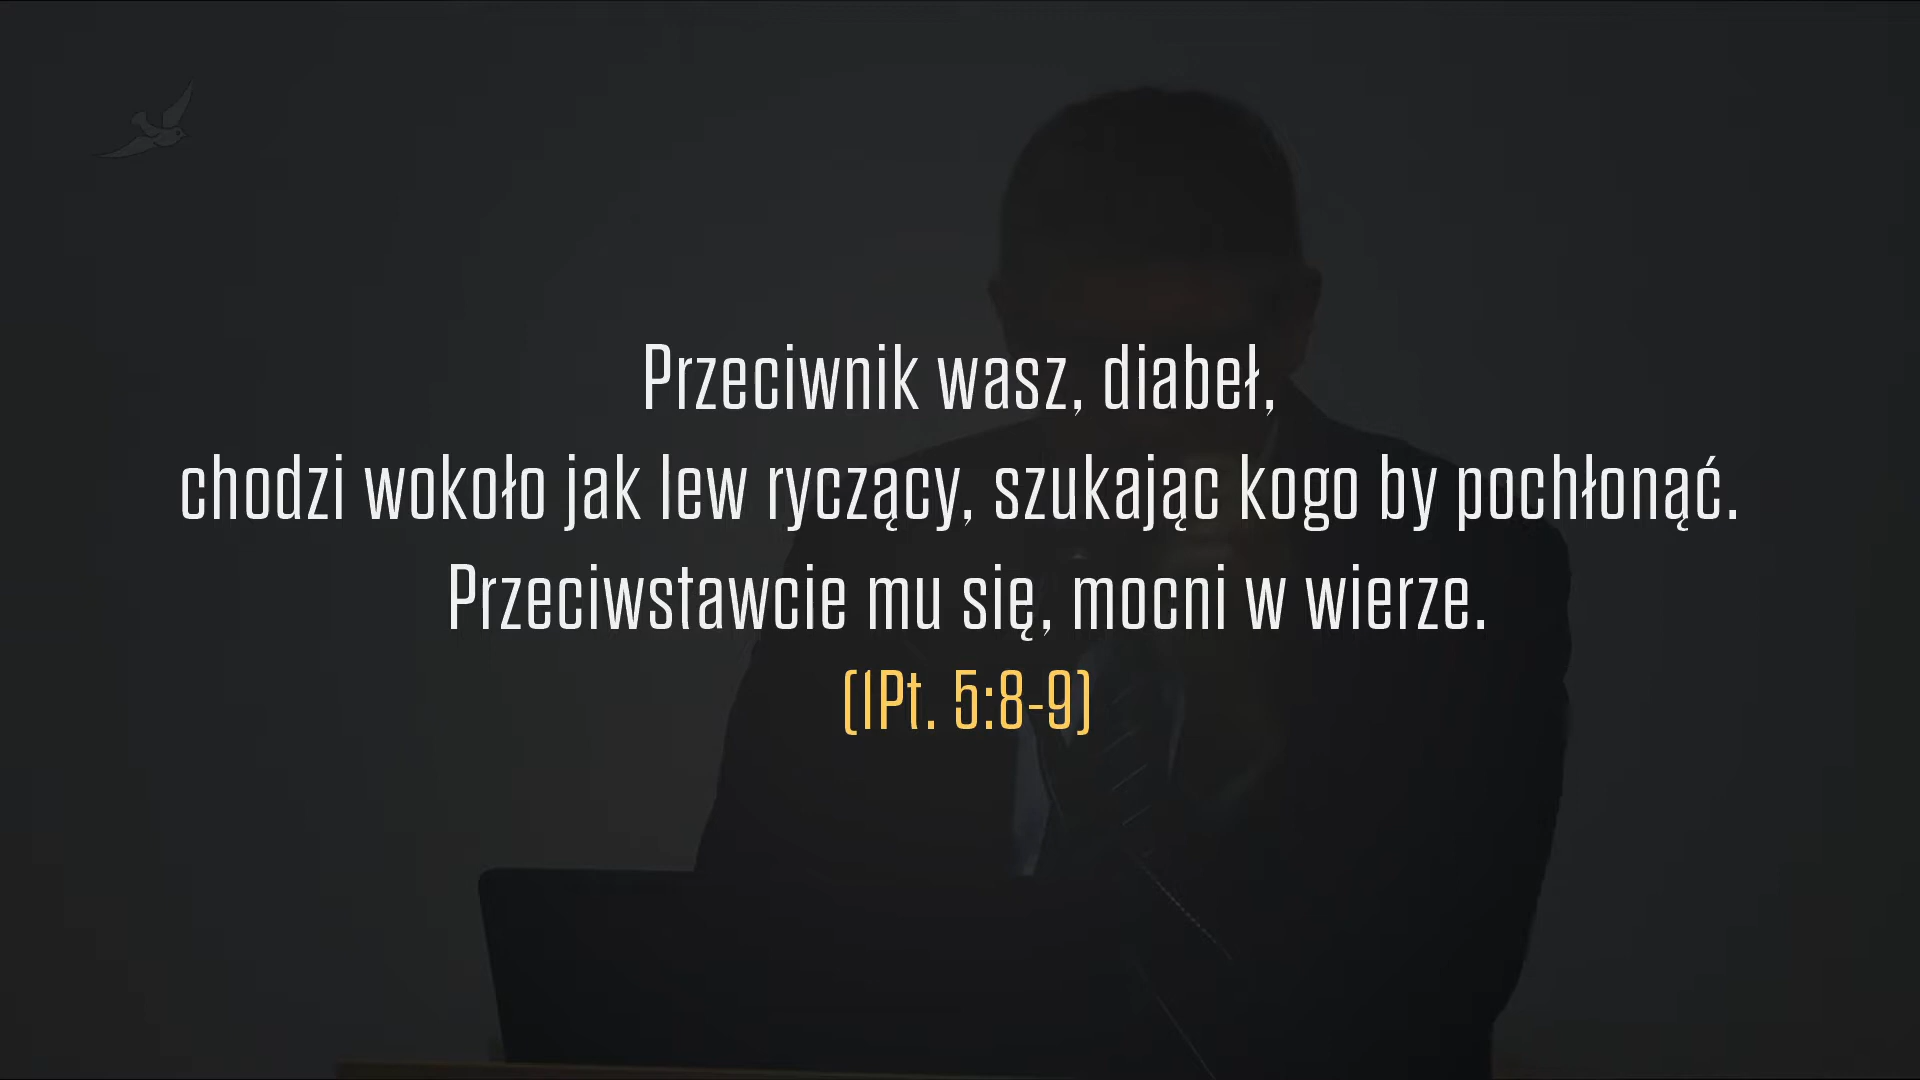 Przeciwnik wasz, diabeł,
chodzi wokoło jak lew ryczący, szukając kogo by pochłonąć.
Przeciwstawcie mu się, mocni w wierze.
(1Pt. 5:8-9)